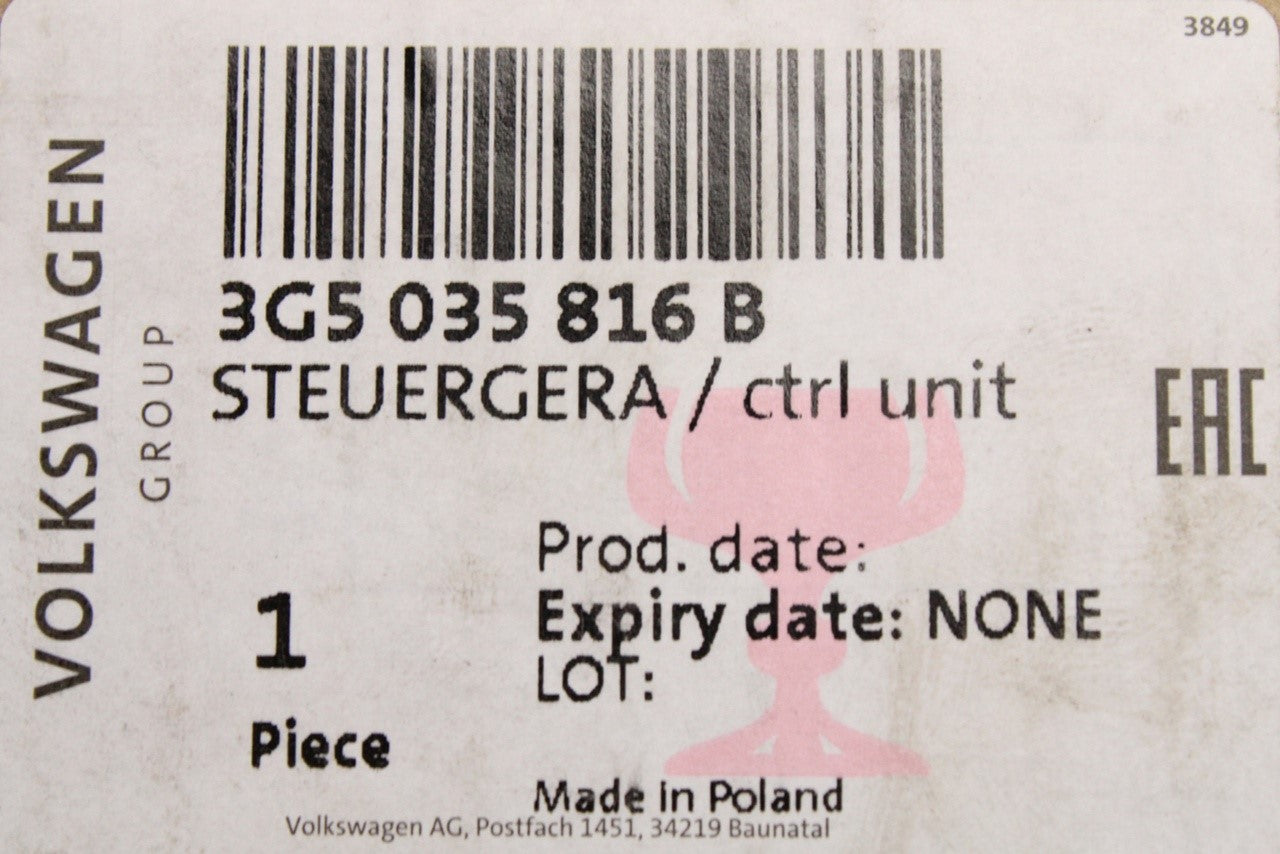 3849
VOLKSWAGEN
GROUP
3G5 035 816 B
STEUERGERA / ctrl unit
EAC
Prod. date:
Expiry date: NONE
LOT:
1
Piece
Made in Poland
Volkswagen AG, Postfach 1451, 34219 Baunatal